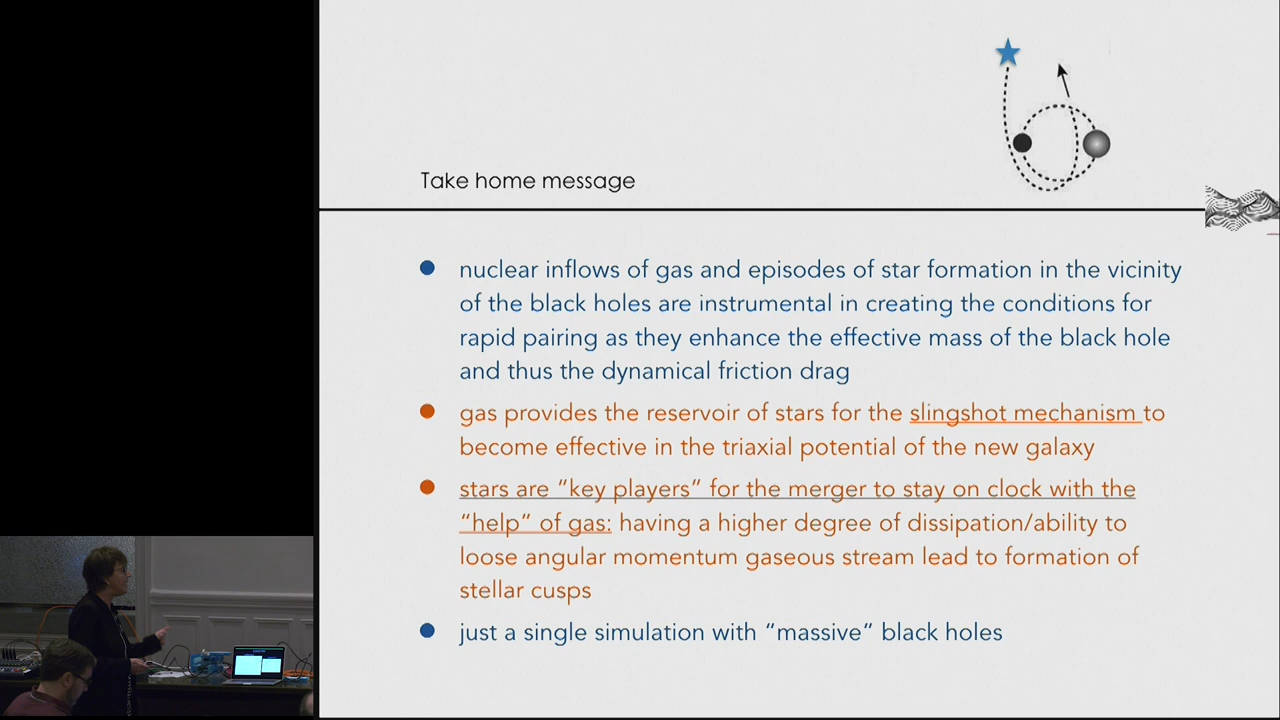 Take home message
nuclear inflows of gas and episodes of star formation in the vicinity
of the black holes are instrumental in creating the conditions for
rapid pairing as they enhance the effective mass of the black hole
and thus the dynamical friction drag
gas provides the reservoir of stars for the slingshot mechanism to
become effective in the triaxial potential of the new galaxy
stars are “key players” for the merger to stay on clock with the
“help” of gas: having a higher degree of dissipation/ability to
loose angular momentum gaseous stream lead to formation of
stellar cusps
just a single simulation with “massive” black holes